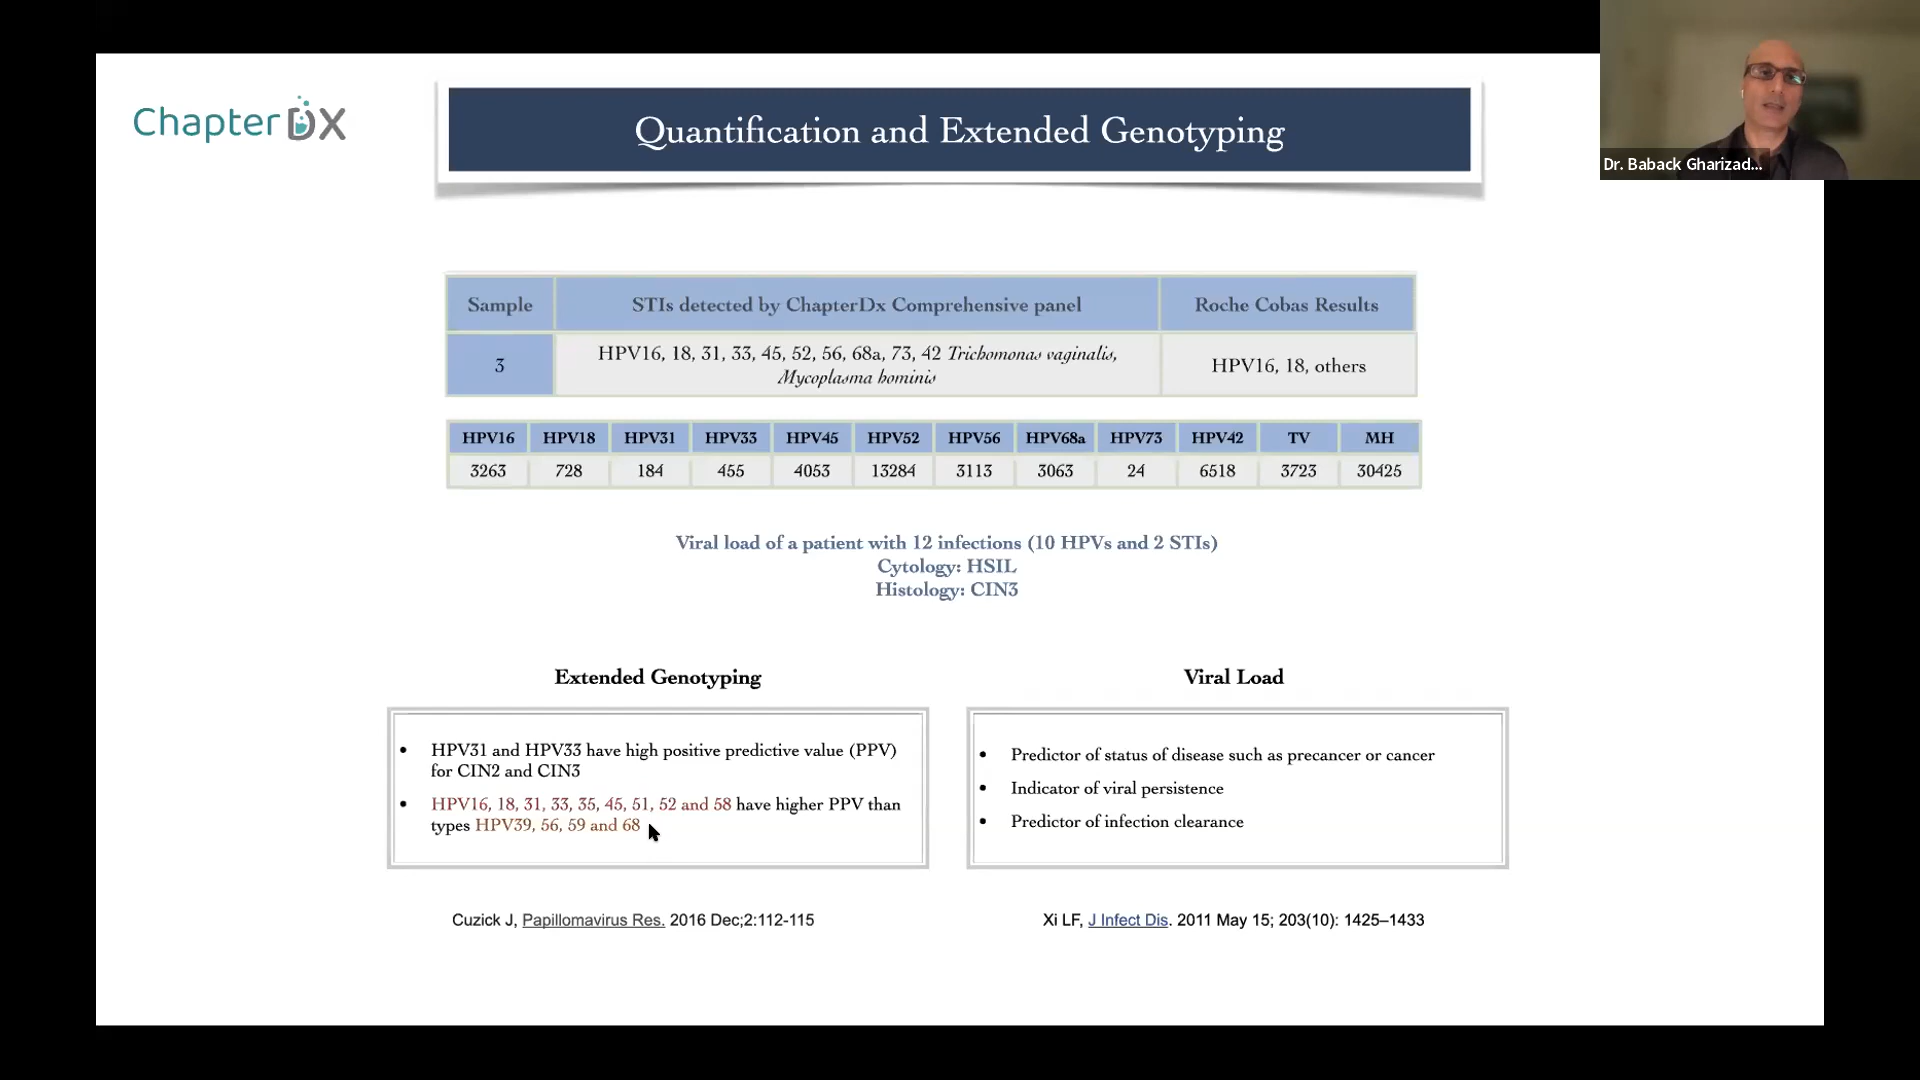 ChapterDX
Quantification and Extended Genotyping
Dr. Baback Gharizad...
Sample STIs detected by ChapterDx Comprehensive panel Roche Cobas Results
3 HPV16, 18, 31, 33, 45, 52, 56, 68a, 73, 42 Trichomonas vaginalis, HPV16, 18, others
Mycoplasma hominis
HPV16 HPV18 HPV31 HPV33 HPV45 HPV52 HPV56 HPV68a HPV73 HPV42 TV MH
3263 728 184 455 4053 13284 3113 3063 24 6518 3723 30425
Viral load of a patient with 12 infections (10 HPVs and 2 STIs)
Cytology: HSIL
Histology: CIN3
Extended Genotyping
• HPV31 and HPV33 have high positive predictive value (PPV)
for CIN2 and CIN3
• HPV16, 18, 31, 33, 35, 45, 51, 52 and 58 have higher PPV than
types HPV39, 56, 59 and 68
Cuzick J, Papillomavirus Res. 2016 Dec;2:112-115
Viral Load
• Predictor of status of disease such as precancer or cancer
• Indicator of viral persistence
• Predictor of infection clearance
Xi LF, J Infect Dis. 2011 May 15; 203(10): 1425–1433